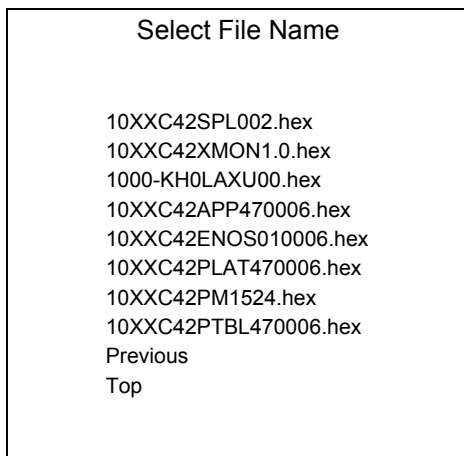 Select File Name
10XXC42SPL002.hex
10XXC42XMON1.0.hex
1000-KH0LAXU00.hex
10XXC42APP470006.hex
10XXC42ENOS010006.hex
10XXC42PLAT470006.hex
10XXC42PM1524.hex
10XXC42PTBL470006.hex
Previous
Top